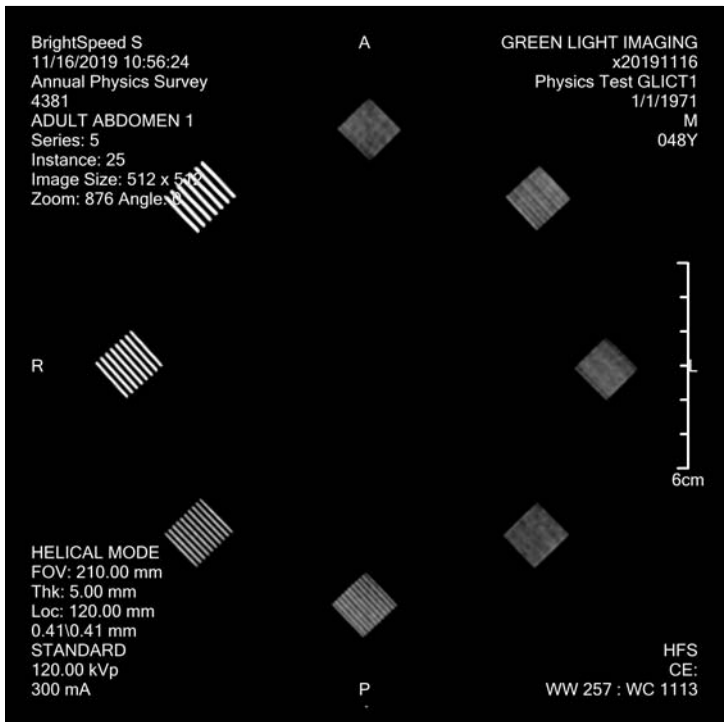 BrightSpeed S
11/16/2019 10:56:24
Annual Physics Survey
4381
ADULT ABDOMEN 1
Series: 5
Instance: 25
Image Size: 512 x 512
Zoom: 876 Angle: 0
A
GREEN LIGHT IMAGING
x20191116
Physics Test GLICT1
1/1/1971
M
048Y
R
L
6cm
HELICAL MODE
FOV: 210.00 mm
Thk: 5.00 mm
Loc: 120.00 mm
0.41\0.41 mm
STANDARD
120.00 kVp
300 mA
P
HFS
CE:
WW 257 : WC 1113